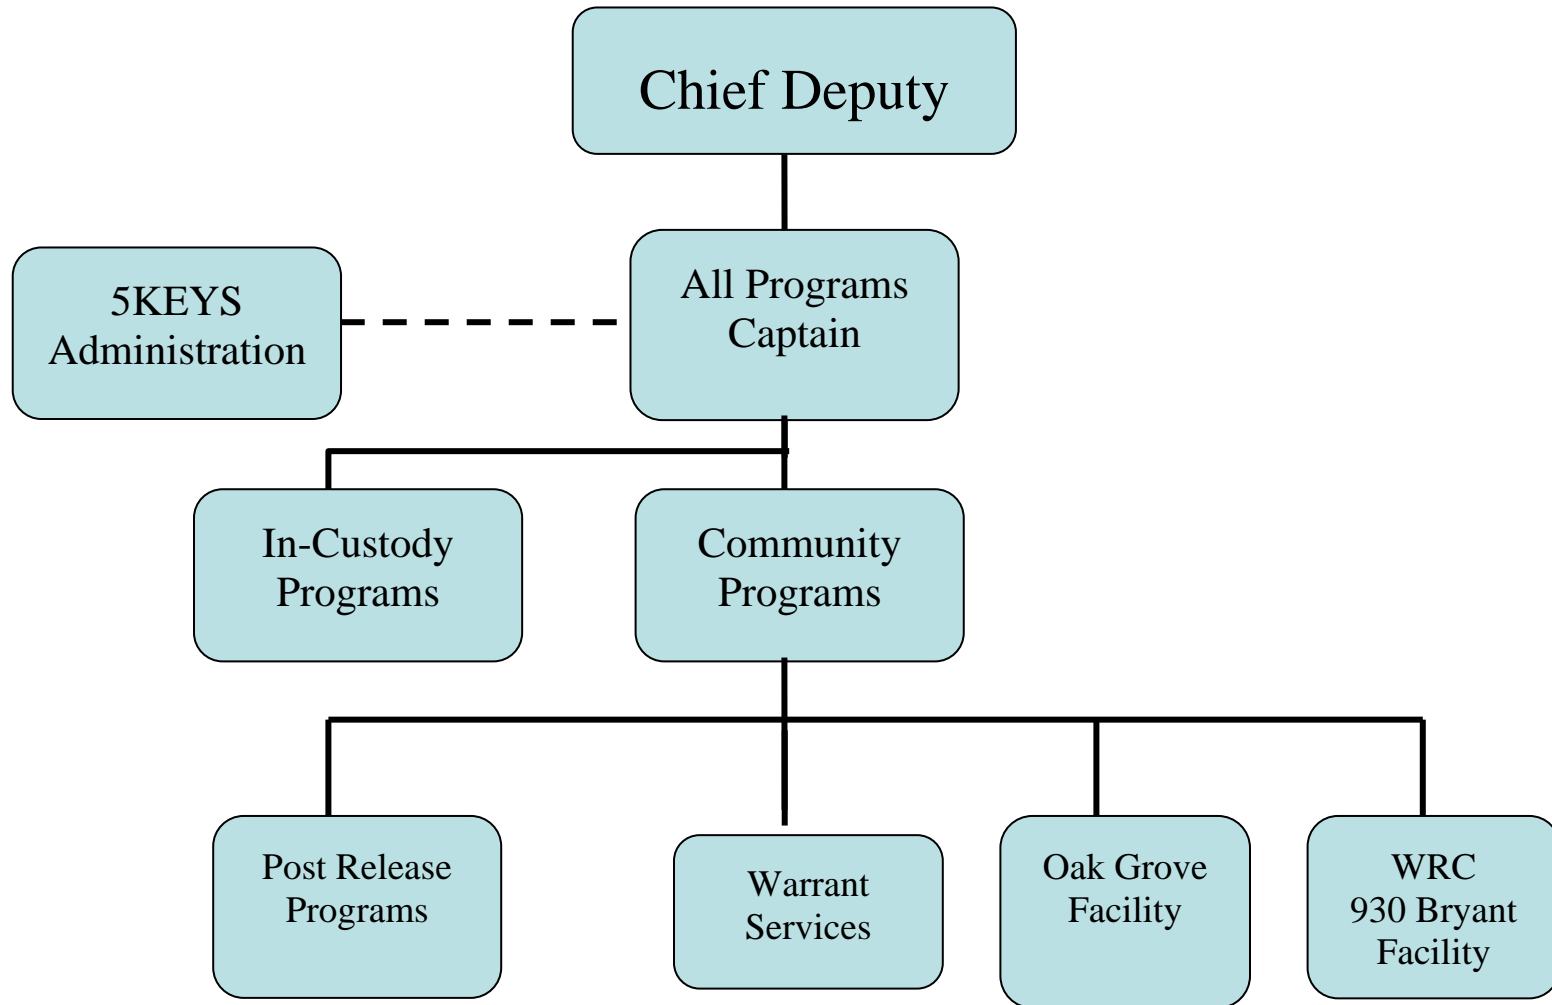 Chief Deputy
5KEYS
Administration
All Programs
Captain
In-Custody
Programs
Community
Programs
Post Release
Programs
Warrant
Services
Oak Grove
Facility
WRC
930 Bryant
Facility